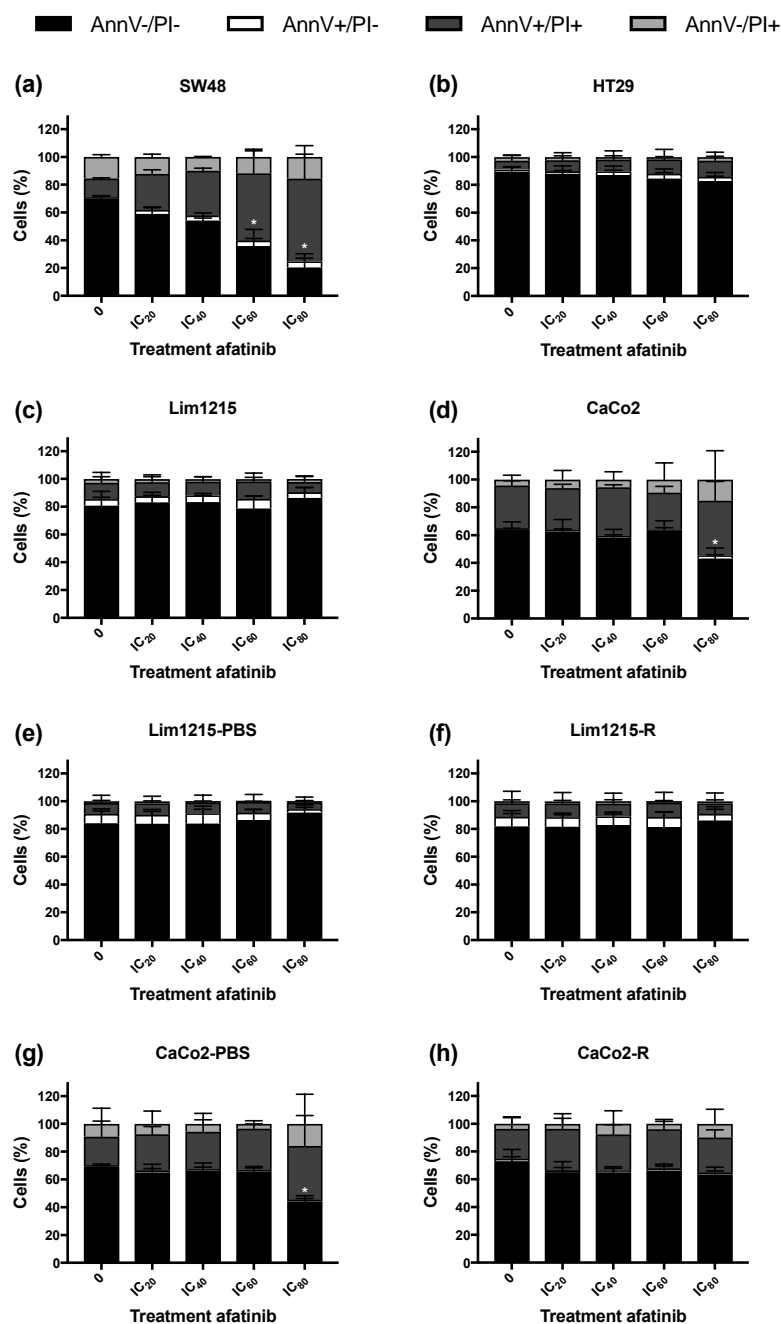 AnnV-/PI- AnnV+/PI- AnnV+/PI+ AnnV-/PI+
(a) SW48
Cells (%)
120
100
80
60
40
20
0
* *
0 IC20 IC40 IC60 IC80
Treatment afatinib
(b) HT29
Cells (%)
120
100
80
60
40
20
0
0 IC20 IC40 IC60 IC80
Treatment afatinib
(c) Lim1215
Cells (%)
120
100
80
60
40
20
0
0 IC20 IC40 IC60 IC80
Treatment afatinib
(d) CaCo2
Cells (%)
120
100
80
60
40
20
0
*
0 IC20 IC40 IC60 IC80
Treatment afatinib
(e) Lim1215-PBS
Cells (%)
120
100
80
60
40
20
0
0 IC20 IC40 IC60 IC80
Treatment afatinib
(f) Lim1215-R
Cells (%)
120
100
80
60
40
20
0
0 IC20 IC40 IC60 IC80
Treatment afatinib
(g) CaCo2-PBS
Cells (%)
120
100
80
60
40
20
0
*
0 IC20 IC40 IC60 IC80
Treatment afatinib
(h) CaCo2-R
Cells (%)
120
100
80
60
40
20
0
0 IC20 IC40 IC60 IC80
Treatment afatinib